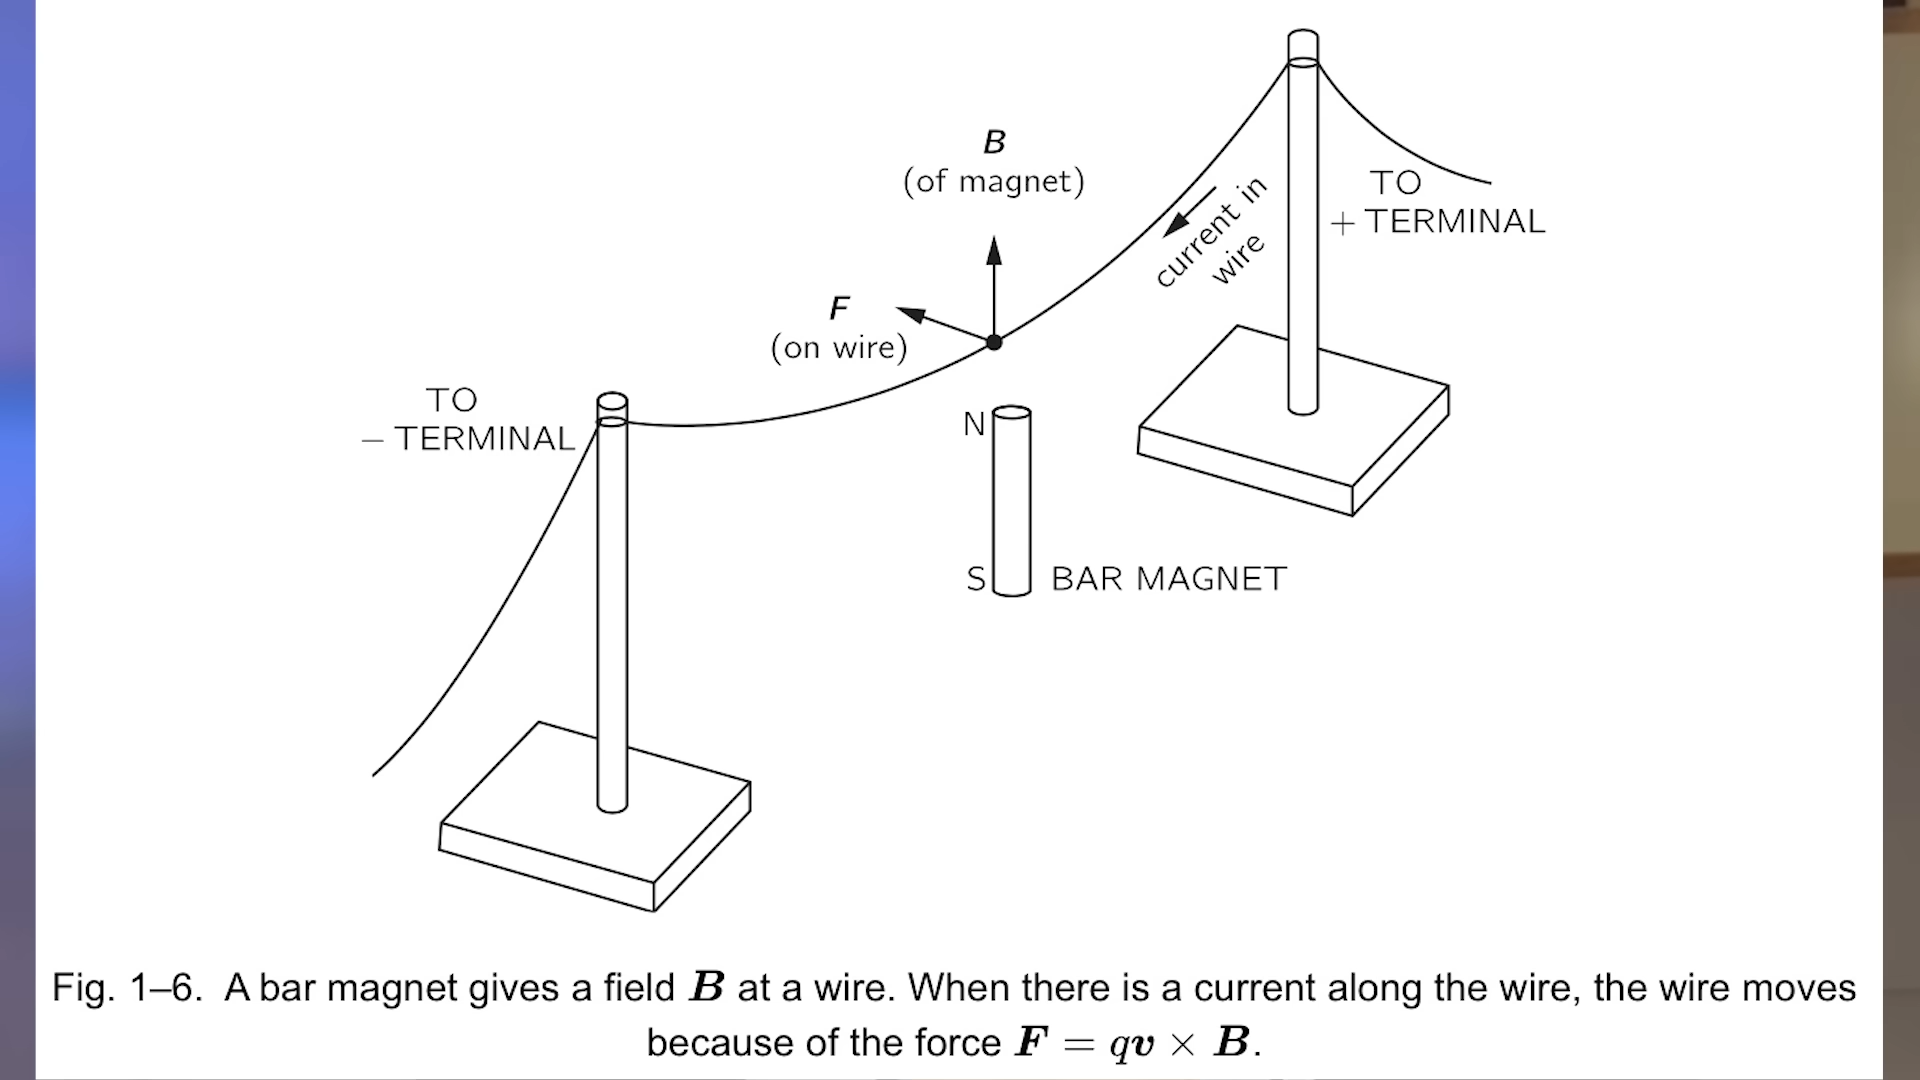 B
(of magnet)
TO
+ TERMINAL
current in
wire
F
(on wire)
TO
− TERMINAL
N
S
BAR MAGNET
Fig. 1–6. A bar magnet gives a field B at a wire. When there is a current along the wire, the wire moves
because of the force F = qv × B.